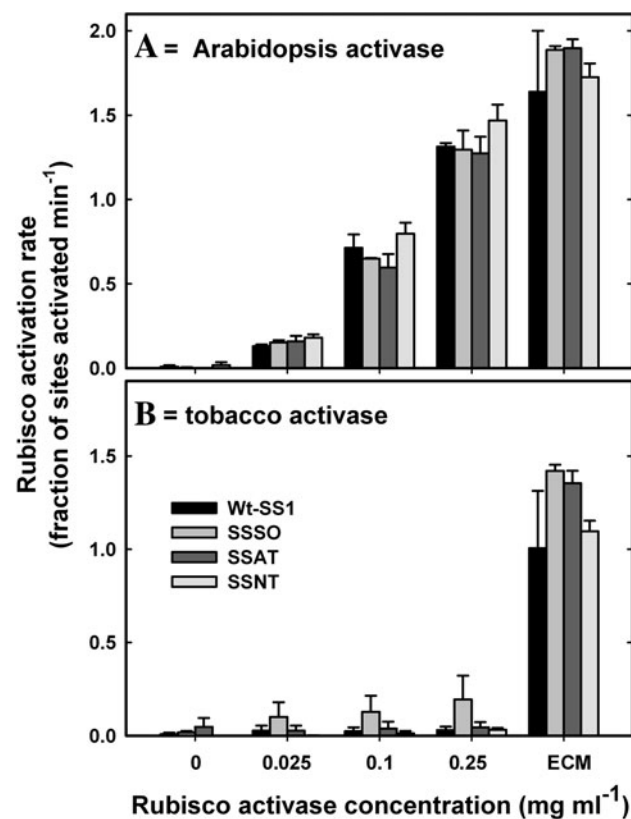 A = Arabidopsis activase
2.0
1.5
1.0
0.5
0.0
B = tobacco activase
1.5
1.0
0.5
0.0
Wt-SS1
SSSO
SSAT
SSNT
Rubisco activation rate
(fraction of sites activated min⁻¹)
0 0.025 0.1 0.25 ECM
Rubisco activase concentration (mg ml⁻¹)